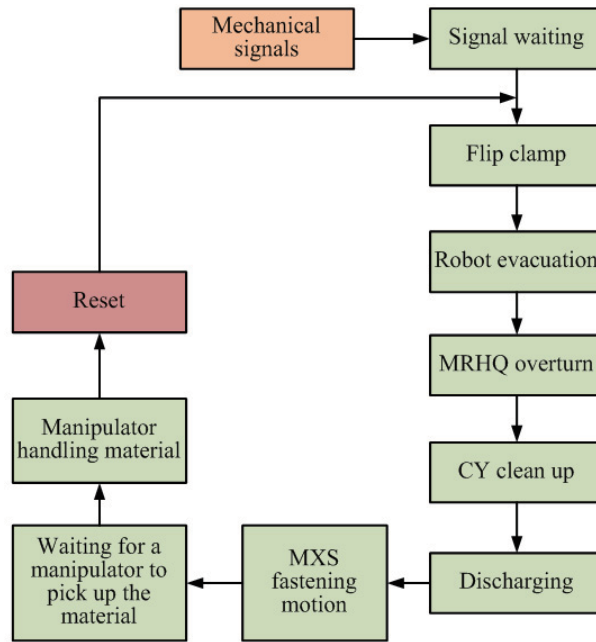 Mechanical
signals
Signal waiting
Flip clamp
Robot evacuation
Reset
MRHQ overturn
Manipulator
handling material
CY clean up
Waiting for a
manipulator to
pick up the
material
MXS
fastening
motion
Discharging